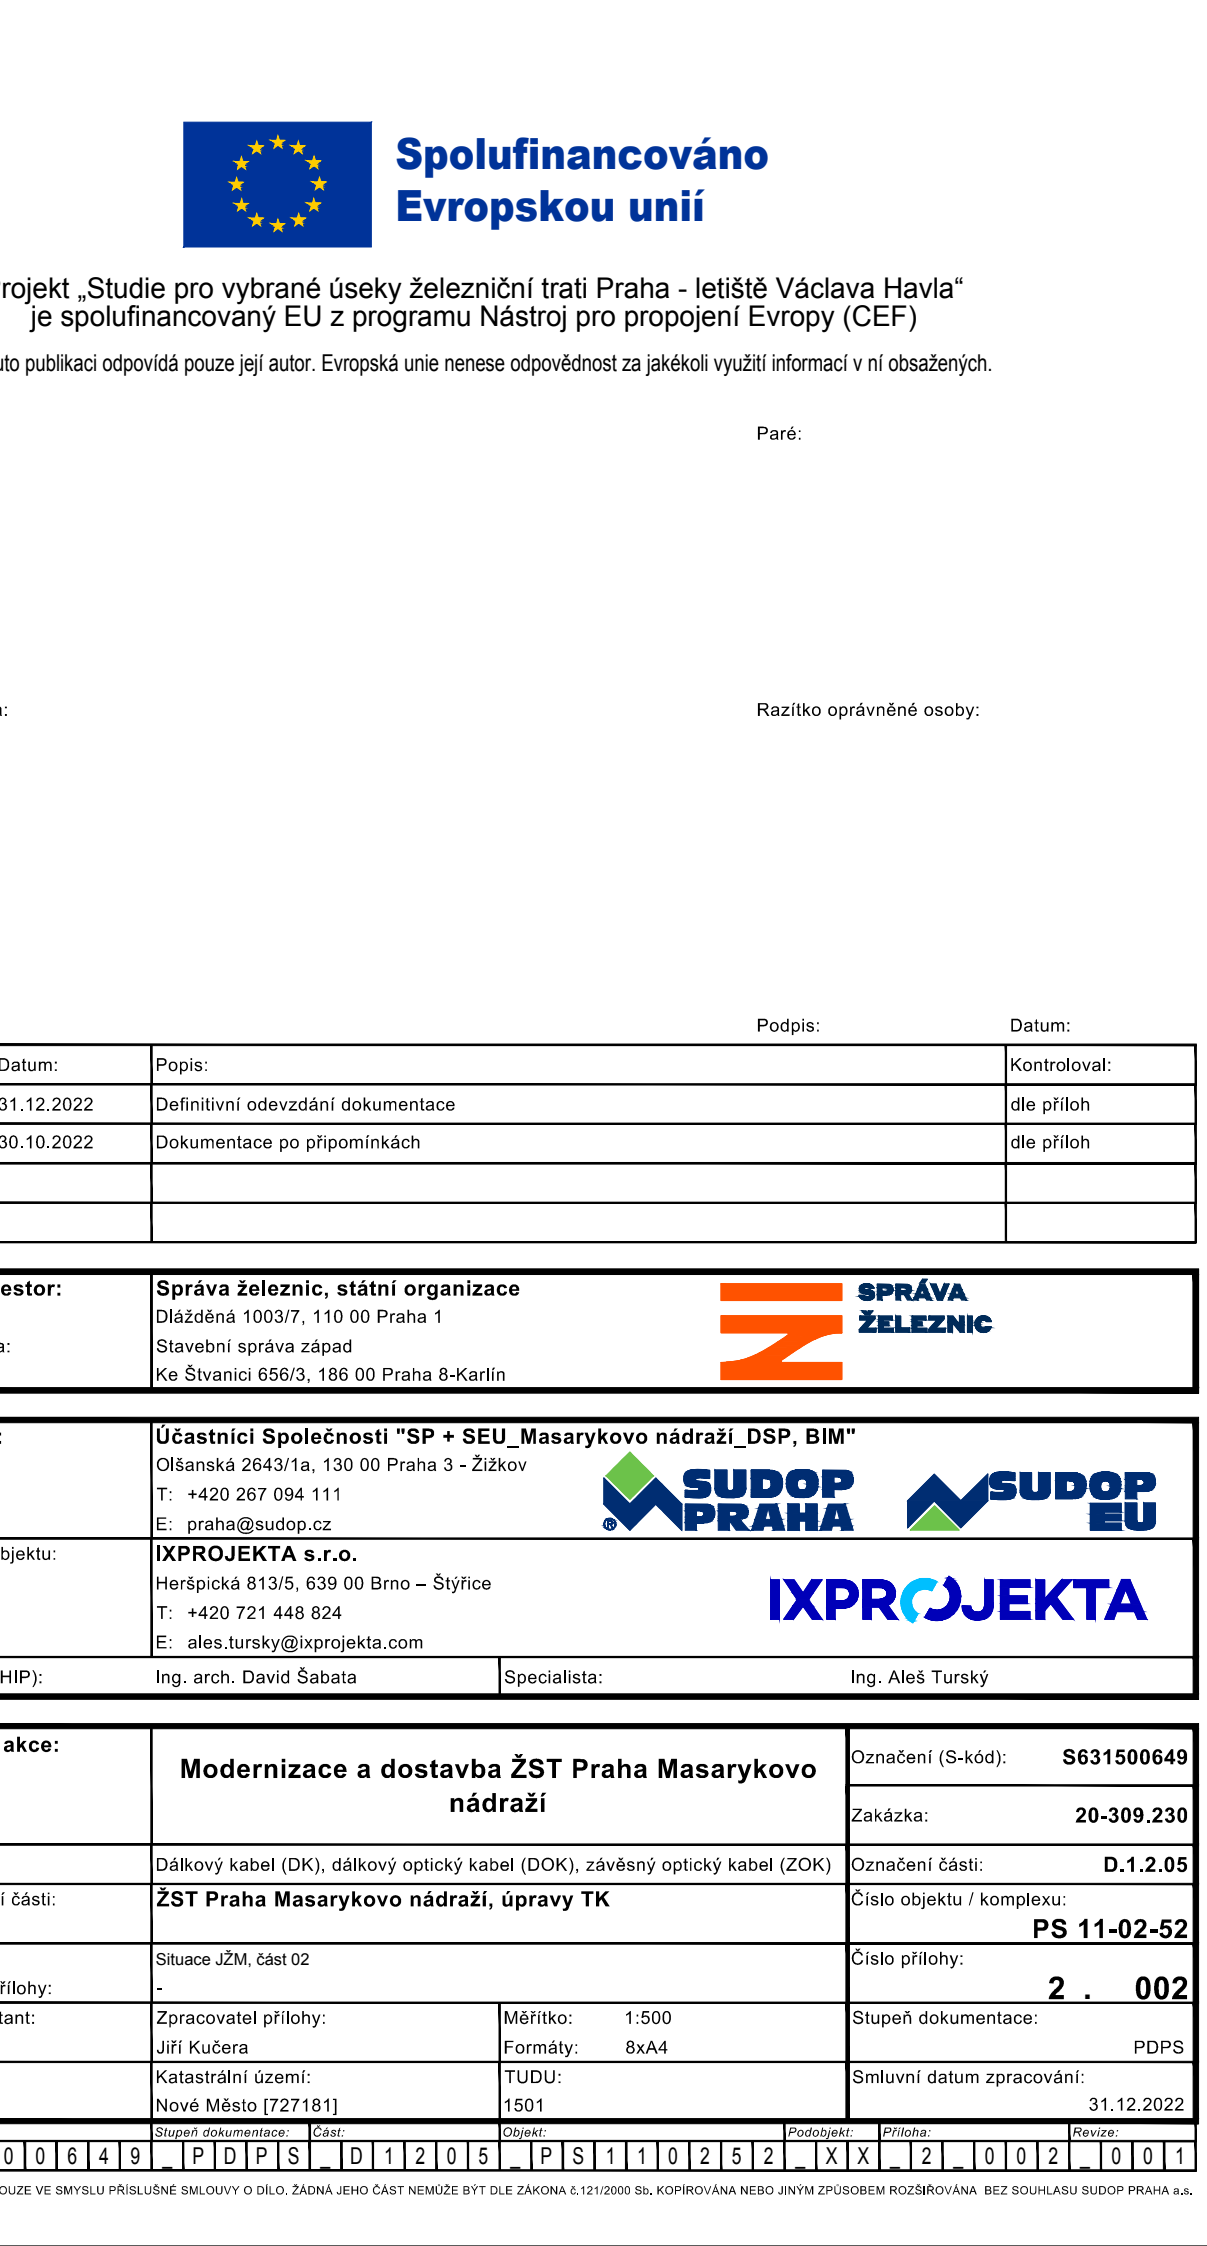 Spolufinancováno
Evropskou unií
rojekt „Studie pro vybrané úseky železniční trati Praha - letiště Václava Havla“
je spolufinancovaný EU z programu Nástroj pro propojení Evropy (CEF)
uto publikaci odpovídá pouze její autor. Evropská unie nenese odpovědnost za jakékoli využití informací v ní obsažených.
Paré:
Razítko oprávněné osoby:
Podpis: Datum:
Datum: Popis: Kontroloval:
31.12.2022 Definitivní odevzdání dokumentace dle příloh
30.10.2022 Dokumentace po připomínkách dle příloh
estor: Správa železnic, státní organizace
Dlážděná 1003/7, 110 00 Praha 1
a: Stavební správa západ
Ke Štvanici 656/3, 186 00 Praha 8-Karlín
SPRÁVA
ŽELEZNIC
: Účastníci Společnosti "SP + SEU_Masarykovo nádraží_DSP, BIM"
Olšanská 2643/1a, 130 00 Praha 3 - Žižkov
T: +420 267 094 111
E: praha@sudop.cz
SUDOP
PRAHA
®
SUDOP
EU
bjektu: IXPROJEKTA s.r.o.
Heršpická 813/5, 639 00 Brno – Štýřice
T: +420 721 448 824
E: ales.tursky@ixprojekta.com
IXPROJEKTA
HIP): Ing. arch. David Šabata Specialista: Ing. Aleš Turský
akce: Modernizace a dostavba ŽST Praha Masarykovo
nádraží
Označení (S-kód): S631500649
Zakázka: 20-309.230
Dálkový kabel (DK), dálkový optický kabel (DOK), závěsný optický kabel (ZOK) Označení části: D.1.2.05
í části: ŽST Praha Masarykovo nádraží, úpravy TK Číslo objektu / komplexu:
PS 11-02-52
Situace JŽM, část 02 Číslo přílohy:
řílohy: - 2 . 002
tant: Zpracovatel přílohy: Měřítko: 1:500 Stupeň dokumentace:
Jiří Kučera Formáty: 8xA4 PDPS
Katastrální území: TUDU: Smluvní datum zpracování:
Nové Město [727181] 1501 31.12.2022
Stupeň dokumentace: Část: Objekt: Podobjekt: Příloha: Revize:
0 0 6 4 9 _ P D P S _ D 1 2 0 5 _ P S 1 1 0 2 5 2 _ X X _ 2 _ 0 0 2 _ 0 0 1
OUZE VE SMYSLU PŘÍSLUŠNÉ SMLOUVY O DÍLO. ŽÁDNÁ JEHO ČÁST NEMŮŽE BÝT DLE ZÁKONA č.121/2000 Sb. KOPÍROVÁNA NEBO JINÝM ZPŮSOBEM ROZŠIŘOVÁNA BEZ SOUHLASU SUDOP PRAHA a.s.